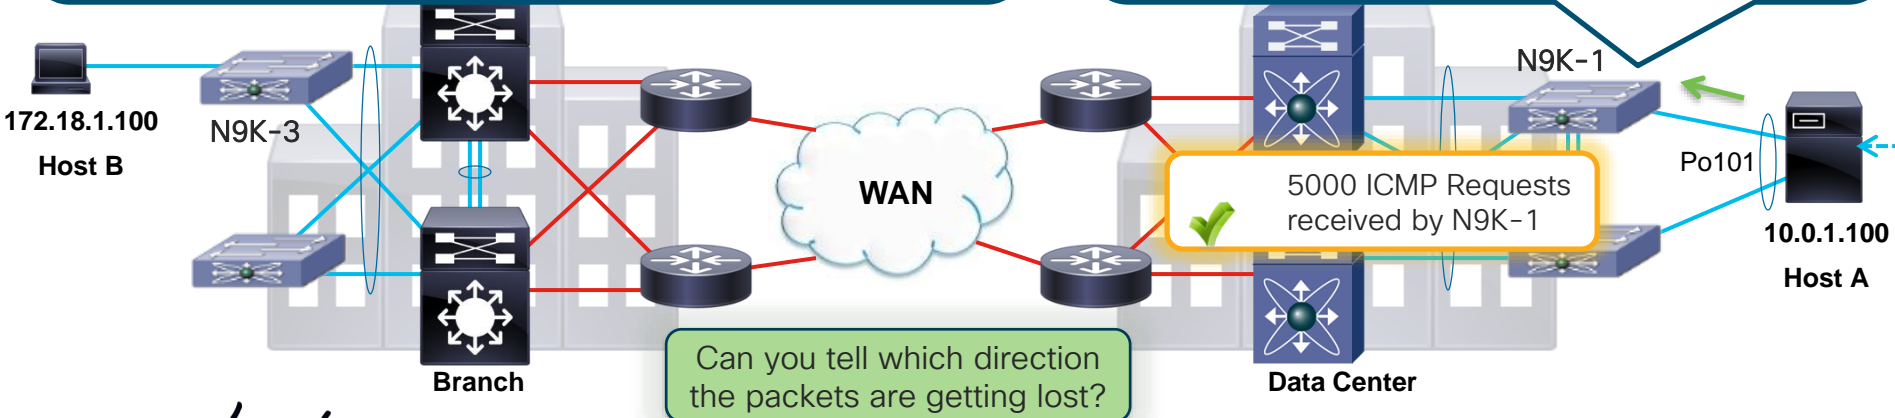 N9K-1
172.18.1.100
Host B
N9K-3
WAN
5000 ICMP Requests
received by N9K-1
Po101
10.0.1.100
Host A
Can you tell which direction
the packets are getting lost?
Branch
Data Center